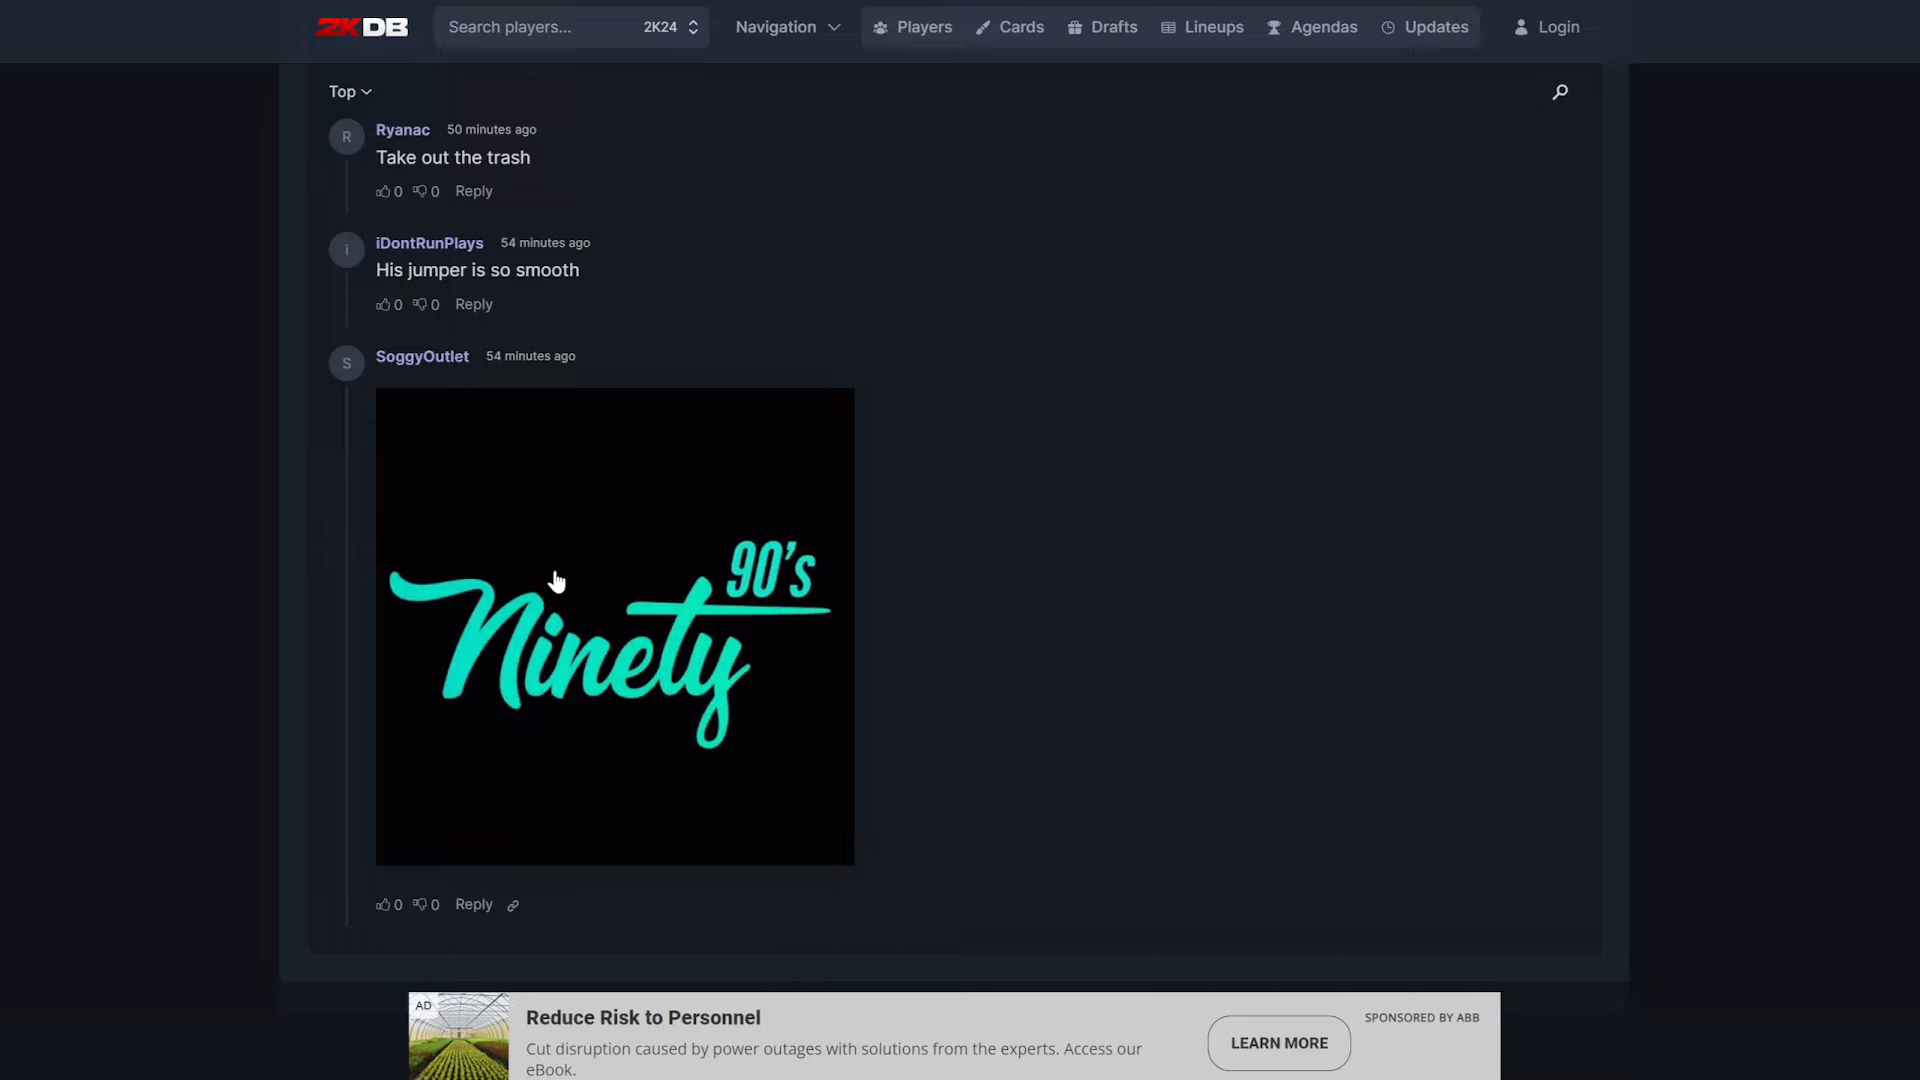 2KDB
Search players...
2K24
Navigation
Players
Cards
Drafts
Lineups
Agendas
Updates
Login
Top
R
Ryanac
50 minutes ago
Take out the trash
0
0
Reply
i
iDontRunPlays
54 minutes ago
His jumper is so smooth
0
0
Reply
S
SoggyOutlet
54 minutes ago
90's
Ninety
0
0
Reply
AD
Reduce Risk to Personnel
Cut disruption caused by power outages with solutions from the experts. Access our
eBook.
LEARN MORE
SPONSORED BY ABB